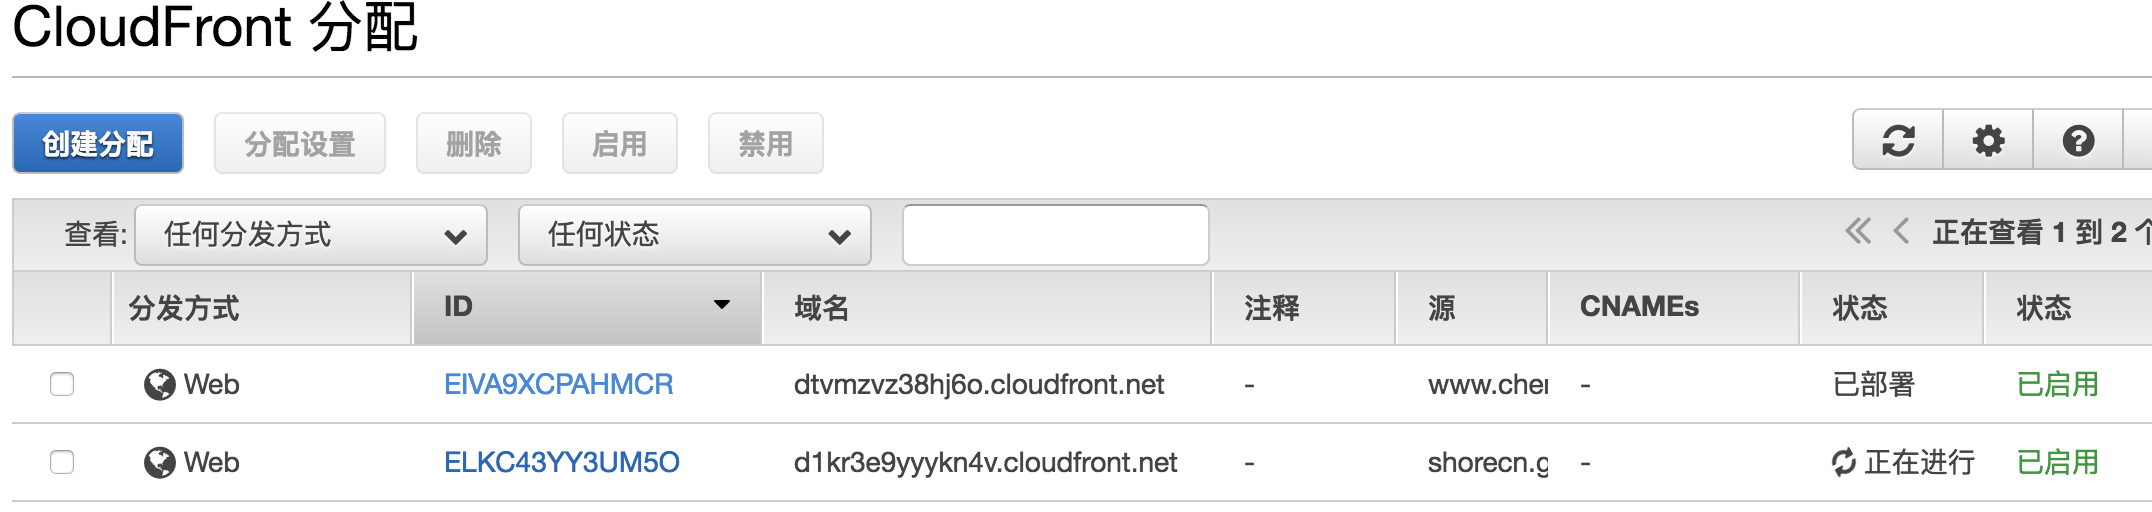 CloudFront 分配
创建分配 分配设置 删除 启用 禁用
查看: 任何分发方式 任何状态 正在查看 1 到 2
分发方式 ID 域名 注释 源 CNAMEs 状态 状态
Web EIVA9XCPAHMCR dtvmzvz38hj6o.cloudfront.net - www.cher - 已部署 已启用
Web ELKC43YY3UM5O d1kr3e9yyykn4v.cloudfront.net - shorecn.g - 正在进行 已启用